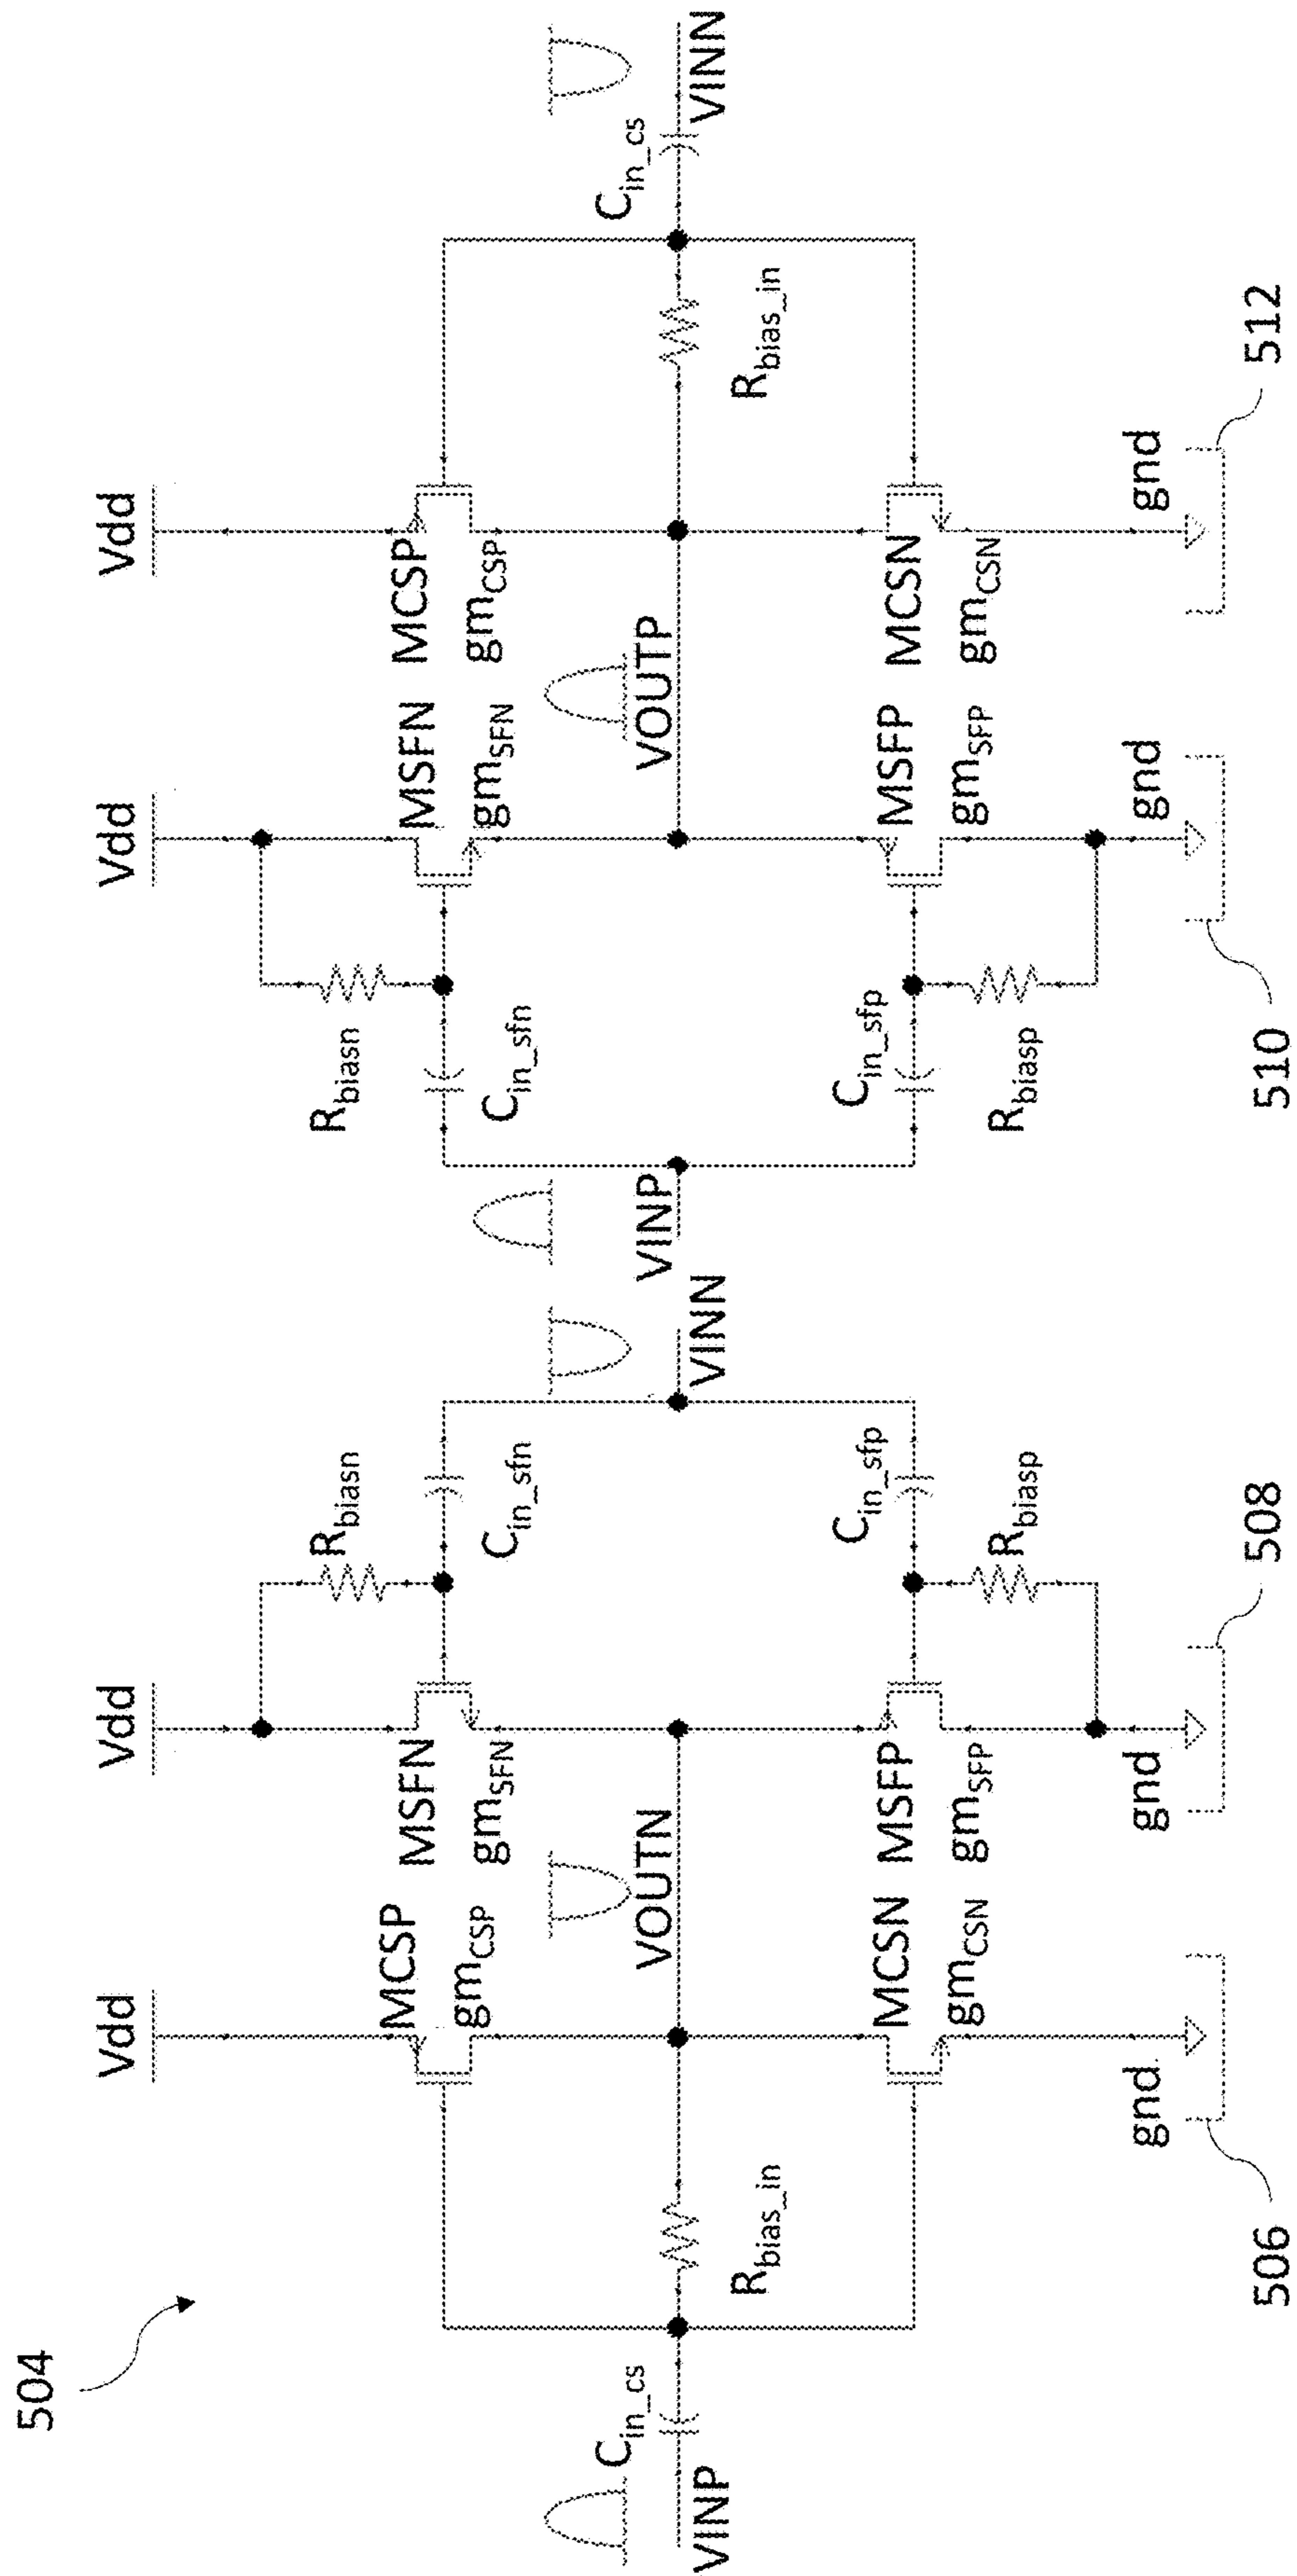 504
Vdd
Vdd
Vdd
Vdd
MCSP
gm_CSP
MSFN
gm_SFN
R_biasn
C_in_sfn
R_biasn
C_in_sfn
MSFN
gm_SFN
MCSP
gm_CSP
C_in_cs
VINP
R_bias_in
VOUTN
VINN
VINP
VOUTP
R_bias_in
C_in_cs
VINN
MCSN
gm_CSN
MSFP
gm_SFP
C_in_sfp
R_biasp
C_in_sfp
R_biasp
MSFP
gm_SFP
MCSN
gm_CSN
gnd
gnd
gnd
gnd
506
508
510
512